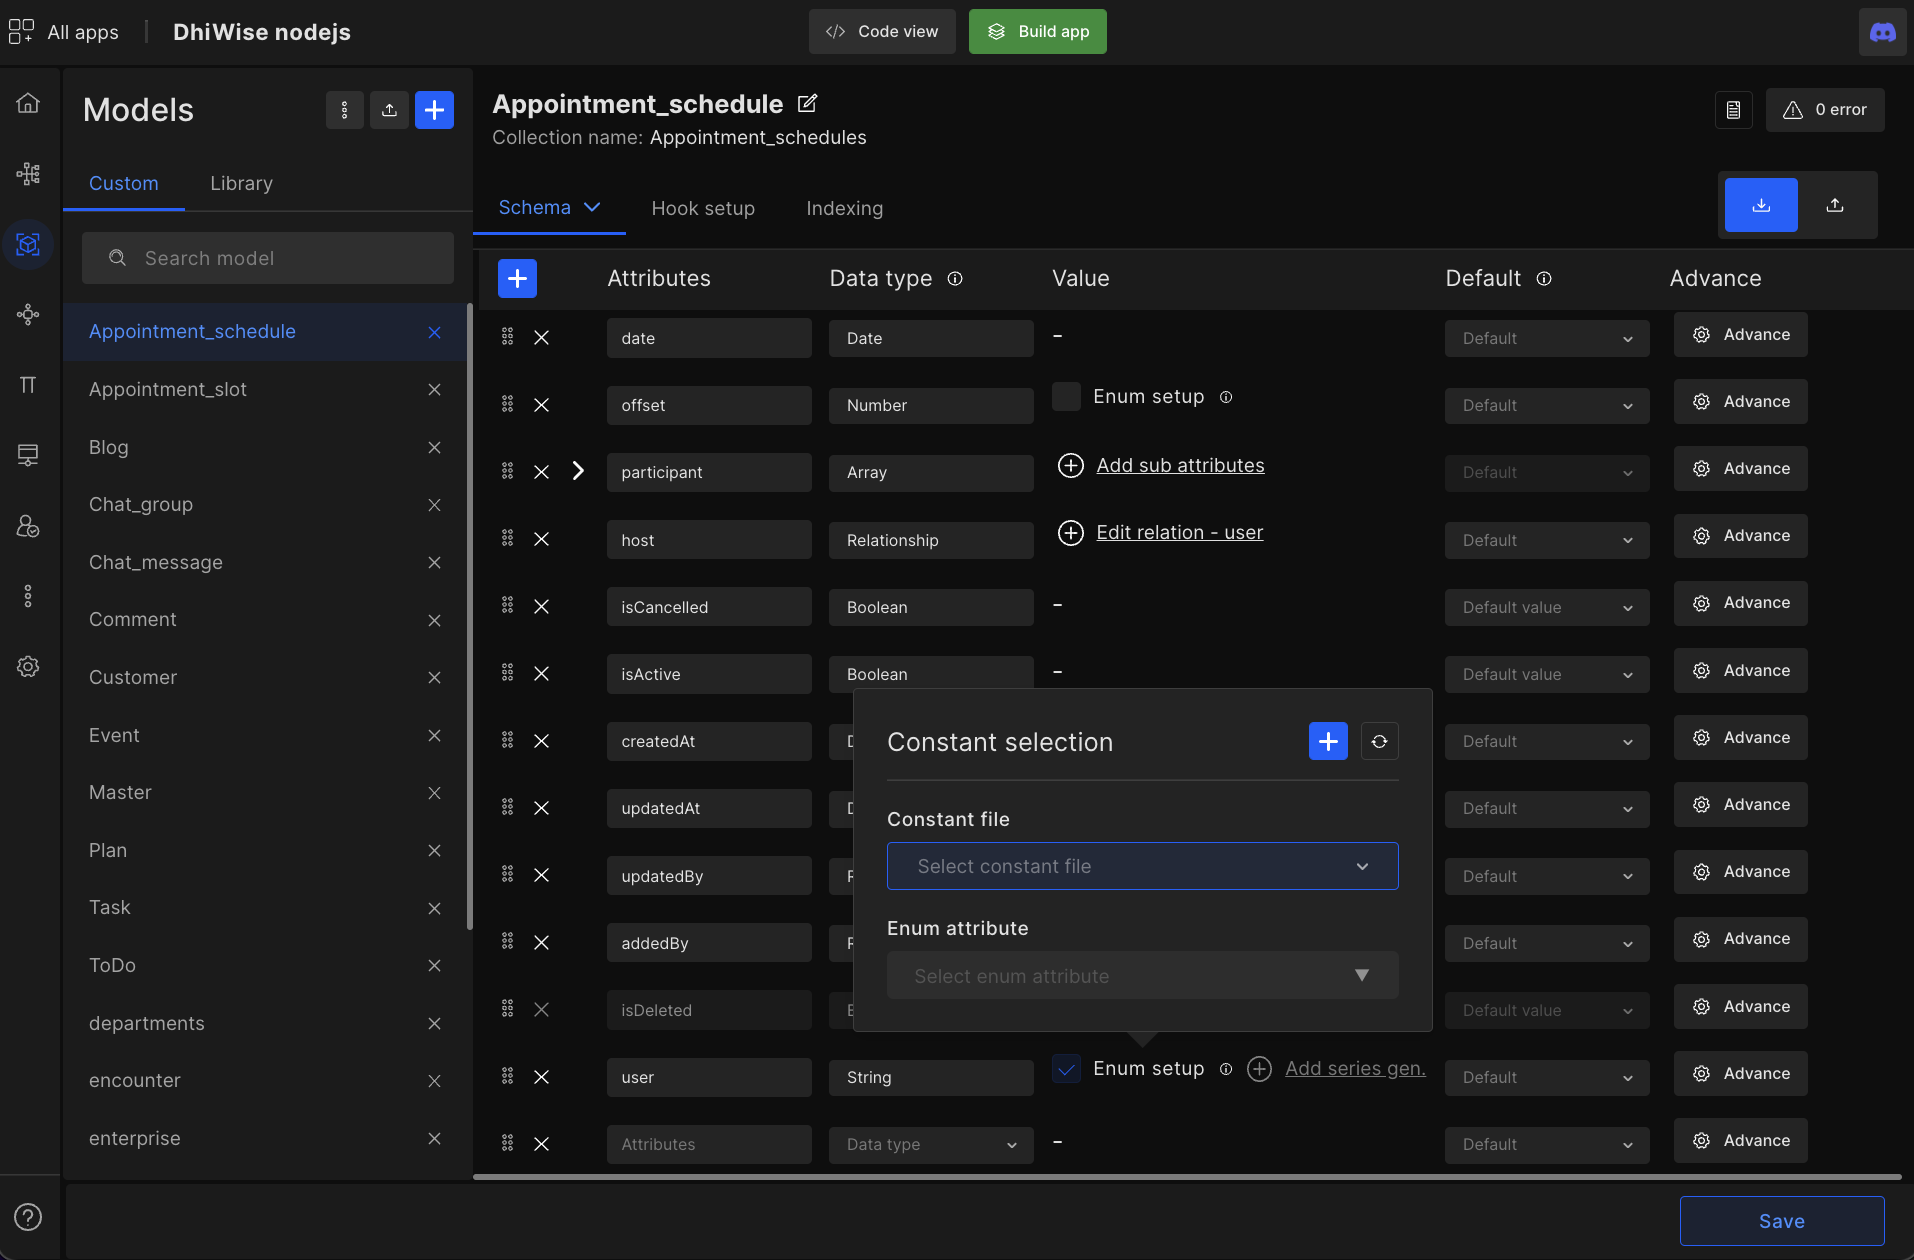 All apps
DhiWise nodejs
Code view
Build app
Models
Custom
Library
Search model
Appointment_schedule
Appointment_slot
Blog
Chat_group
Chat_message
Comment
Customer
Event
Master
Plan
Task
ToDo
departments
encounter
enterprise
Appointment_schedule
Collection name: Appointment_schedules
0 error
Schema
Hook setup
Indexing
Attributes Data type Value Default Advance
date Date – Default Advance
offset Number Enum setup Default Advance
participant Array Add sub attributes Default Advance
host Relationship Edit relation - user Default Advance
isCancelled Boolean – Default value Advance
isActive Boolean – Default value Advance
createdAt Default Advance
updatedAt Default Advance
updatedBy Default Advance
addedBy Default Advance
isDeleted Default value Advance
Constant selection
Constant file
Select constant file
Enum attribute
Select enum attribute
user String Enum setup Add series gen. Default Advance
Attributes Data type – Default Advance
Save